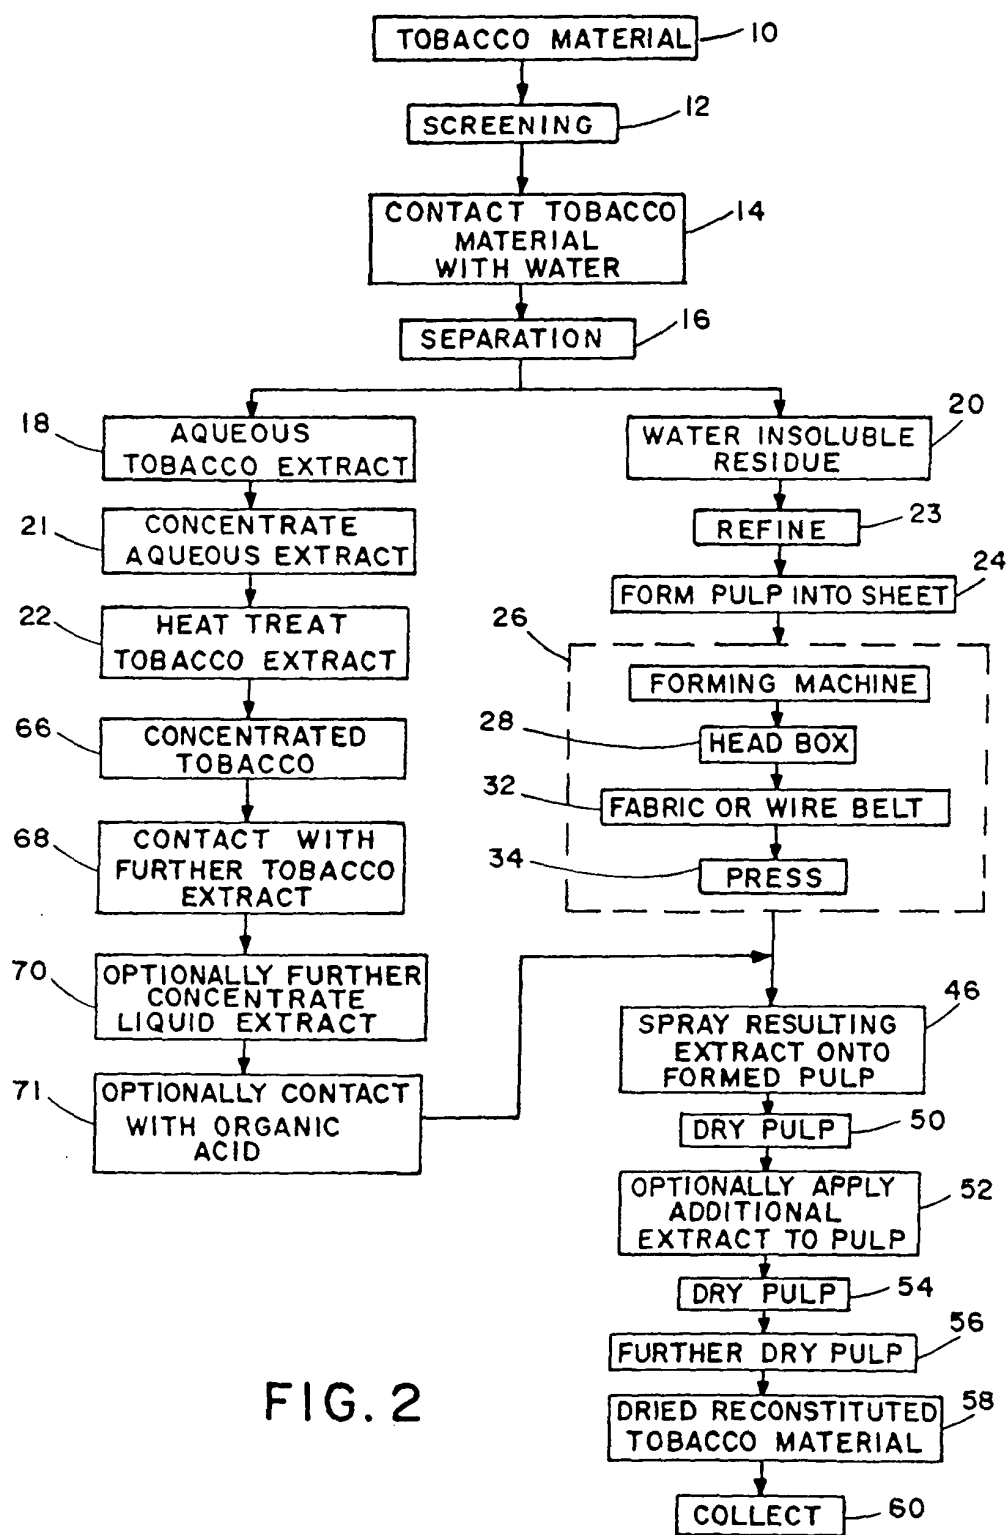 TOBACCO MATERIAL
10
SCREENING
12
CONTACT TOBACCO
MATERIAL
WITH WATER
14
SEPARATION
16
18
AQUEOUS
TOBACCO EXTRACT
21
CONCENTRATE
AQUEOUS EXTRACT
22
HEAT TREAT
TOBACCO EXTRACT
66
CONCENTRATED
TOBACCO
68
CONTACT WITH
FURTHER TOBACCO
EXTRACT
70
OPTIONALLY FURTHER
CONCENTRATE
LIQUID EXTRACT
71
OPTIONALLY CONTACT
WITH ORGANIC
ACID
WATER INSOLUBLE
RESIDUE
20
REFINE
23
FORM PULP INTO SHEET
24
26
FORMING MACHINE
28
HEAD BOX
32
FABRIC OR WIRE BELT
34
PRESS
SPRAY RESULTING
EXTRACT ONTO
FORMED PULP
46
DRY PULP
50
OPTIONALLY APPLY
ADDITIONAL
EXTRACT TO PULP
52
DRY PULP
54
FURTHER DRY PULP
56
DRIED RECONSTITUTED
TOBACCO MATERIAL
58
COLLECT
60
FIG. 2